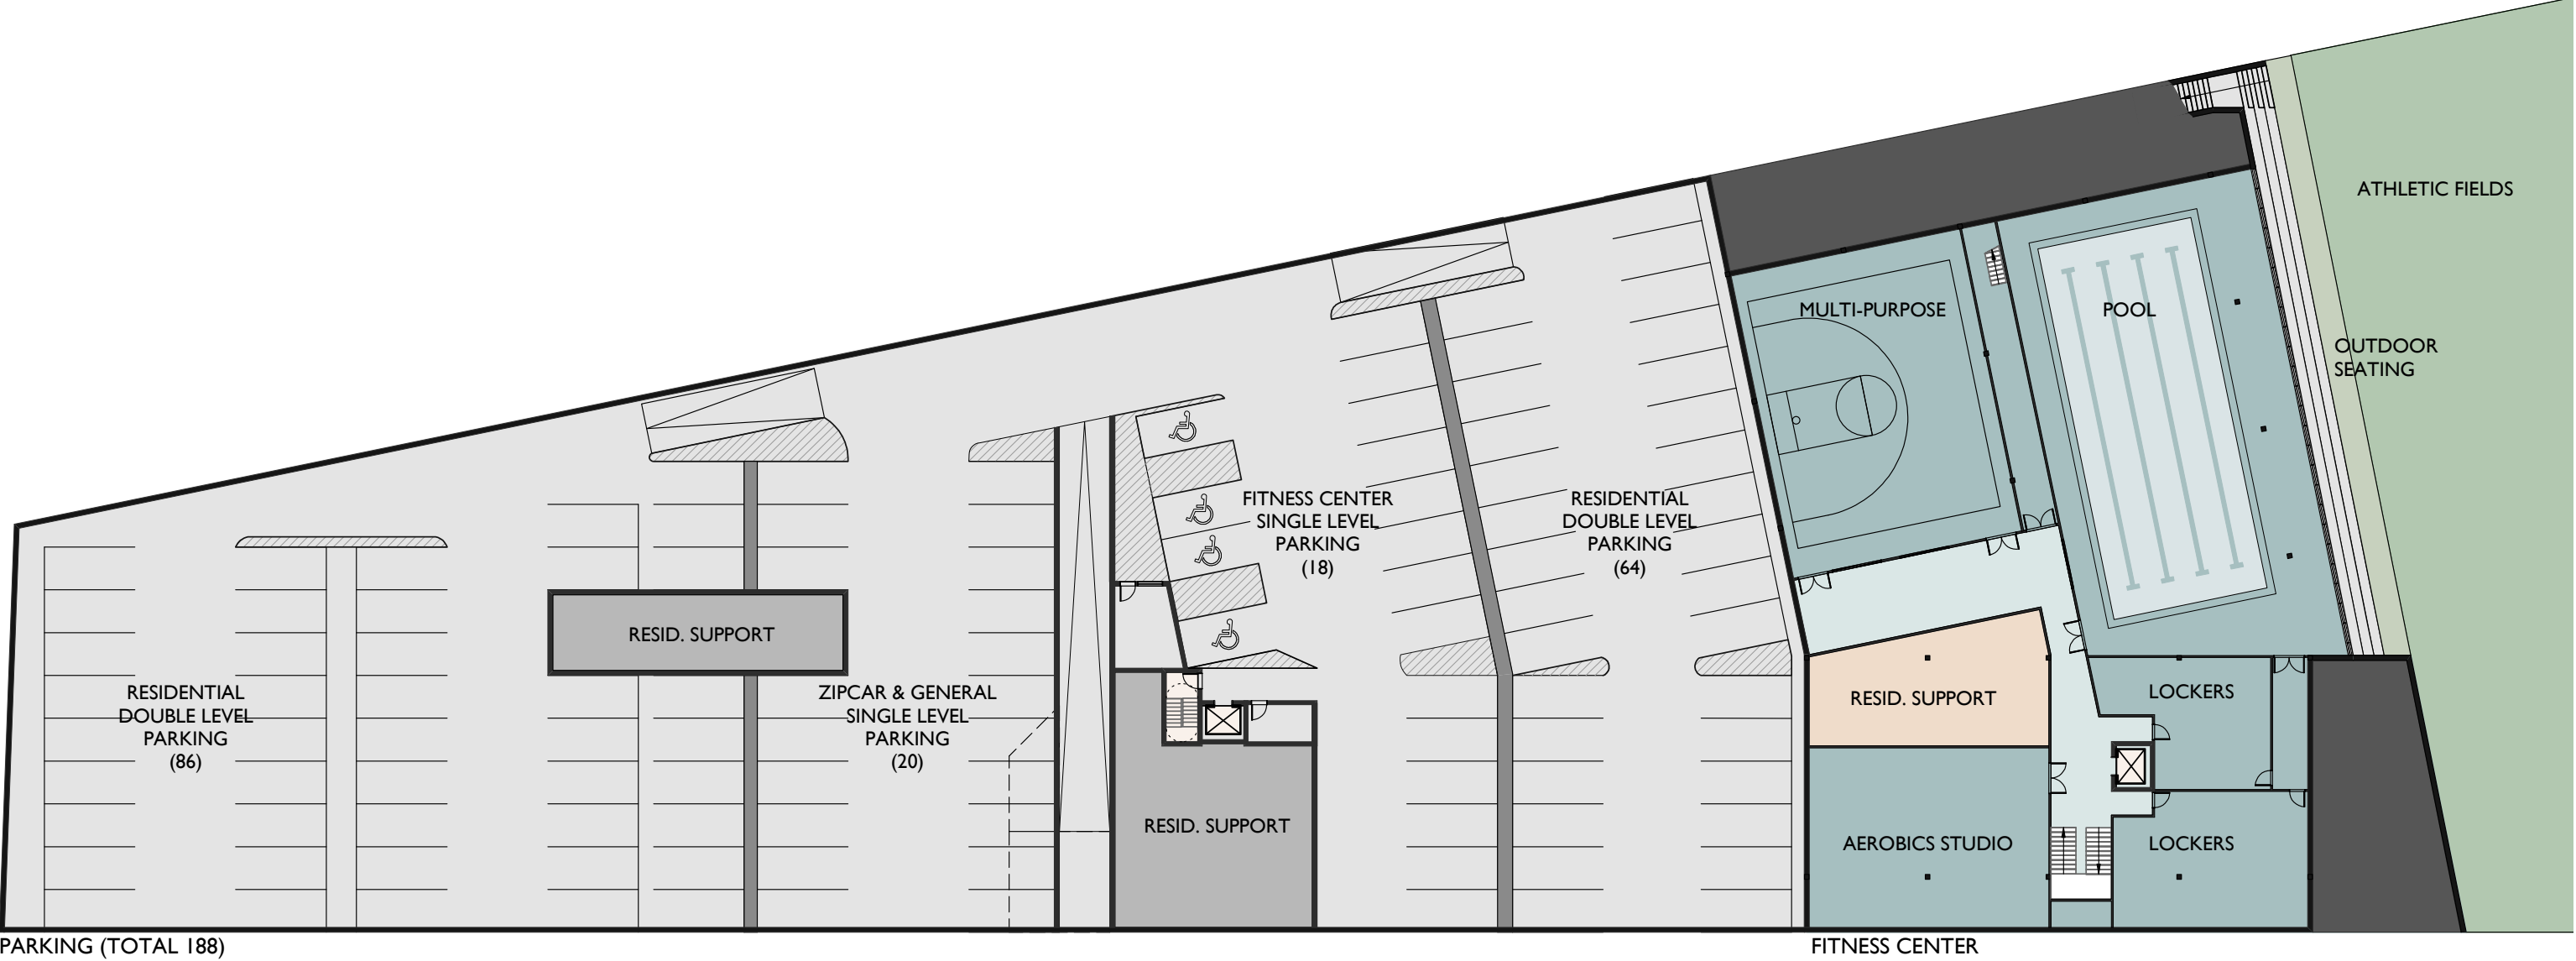 ATHLETIC FIELDS
MULTI-PURPOSE
POOL
OUTDOOR
SEATING
FITNESS CENTER
SINGLE LEVEL
PARKING
(18)
RESIDENTIAL
DOUBLE LEVEL
PARKING
(64)
RESID. SUPPORT
RESIDENTIAL
DOUBLE LEVEL
PARKING
(86)
ZIPCAR & GENERAL
SINGLE LEVEL
PARKING
(20)
RESID. SUPPORT
LOCKERS
RESID. SUPPORT
AEROBICS STUDIO
LOCKERS
PARKING (TOTAL 188)
FITNESS CENTER